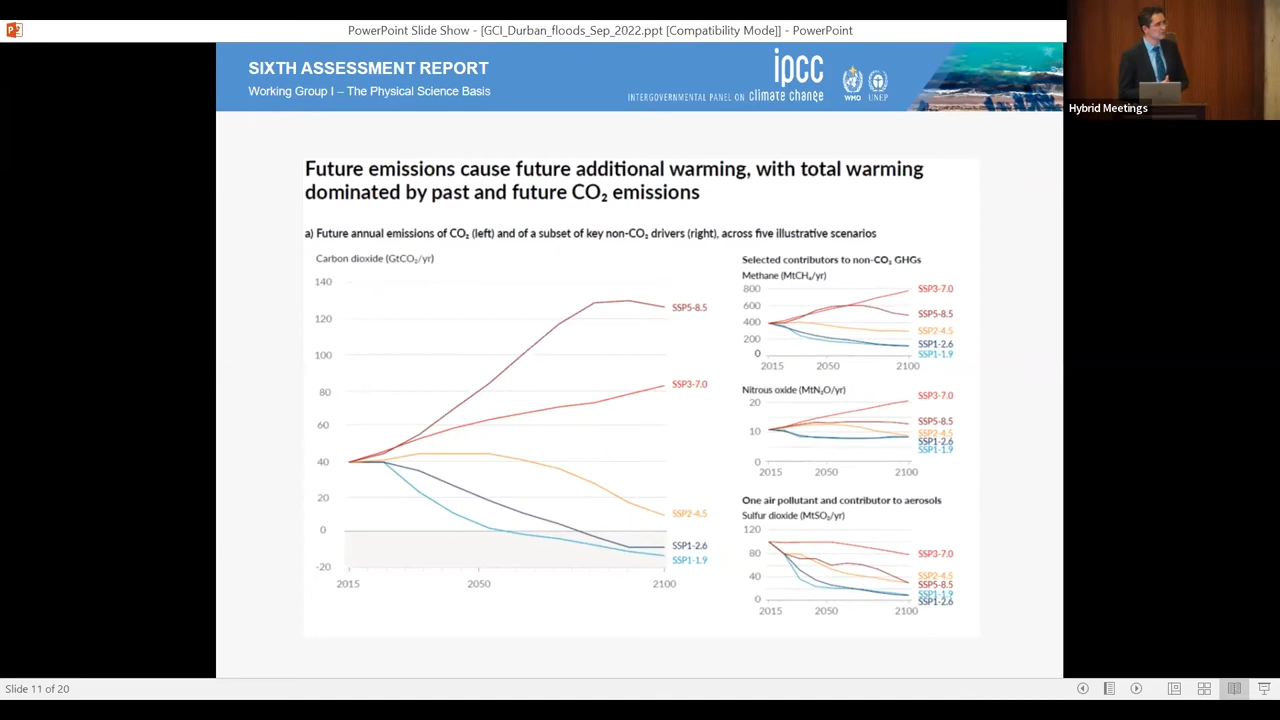 PowerPoint Slide Show - [GCI_Durban_floods_Sep_2022.ppt [Compatibility Mode]] - PowerPoint
Hybrid Meetings
SIXTH ASSESSMENT REPORT
Working Group I – The Physical Science Basis
ipcc
INTERGOVERNMENTAL PANEL ON climate change
WMO
UNEP
Future emissions cause future additional warming, with total warming
dominated by past and future CO₂ emissions
a) Future annual emissions of CO₂ (left) and of a subset of key non-CO₂ drivers (right), across five illustrative scenarios
Carbon dioxide (GtCO₂/yr)
140
120
100
80
60
40
20
0
-20
2015
2050
2100
SSP5-8.5
SSP3-7.0
SSP2-4.5
SSP1-2.6
SSP1-1.9
Selected contributors to non-CO₂ GHGs
Methane (MtCH₄/yr)
800
600
400
200
0
2015
2050
2100
SSP3-7.0
SSP5-8.5
SSP2-4.5
SSP1-2.6
SSP1-1.9
Nitrous oxide (MtN₂O/yr)
20
10
0
2015
2050
2100
SSP3-7.0
SSP5-8.5
SSP2-4.5
SSP1-2.6
SSP1-1.9
One air pollutant and contributor to aerosols
Sulfur dioxide (MtSO₂/yr)
120
80
40
0
2015
2050
2100
SSP3-7.0
SSP2-4.5
SSP5-8.5
SSP1-1.9
SSP1-2.6
Slide 11 of 20